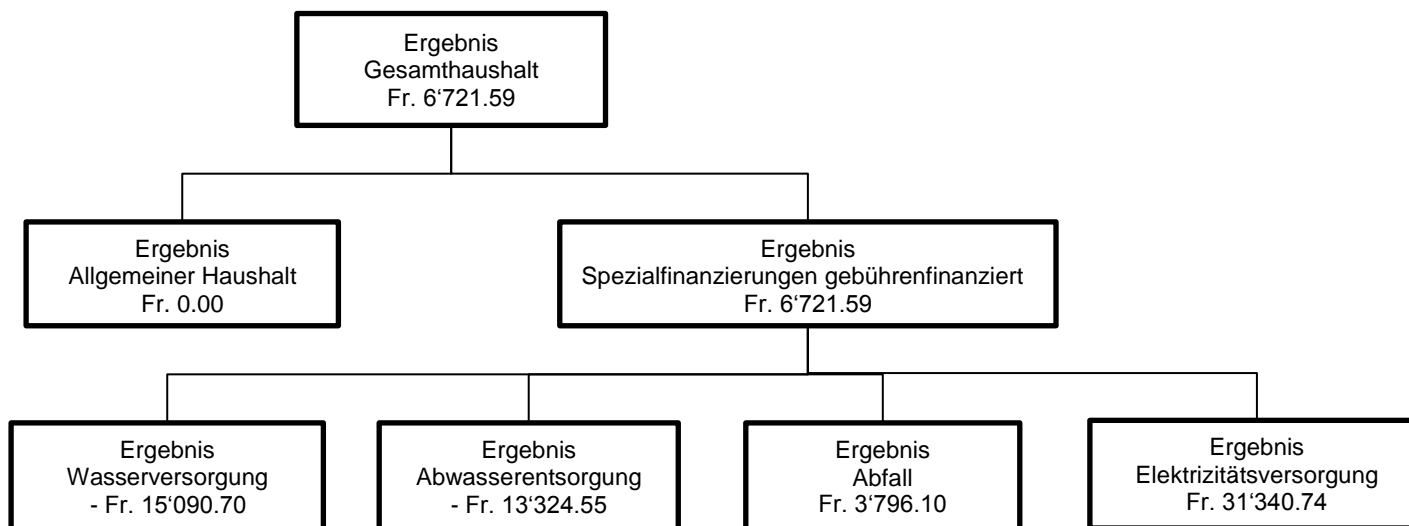 Ergebnis
Gesamthaushalt
Fr. 6‘721.59
Ergebnis
Allgemeiner Haushalt
Fr. 0.00
Ergebnis
Spezialfinanzierungen gebührenfinanziert
Fr. 6‘721.59
Ergebnis
Wasserversorgung
- Fr. 15‘090.70
Ergebnis
Abwasserentsorgung
- Fr. 13‘324.55
Ergebnis
Abfall
Fr. 3‘796.10
Ergebnis
Elektrizitätsversorgung
Fr. 31‘340.74